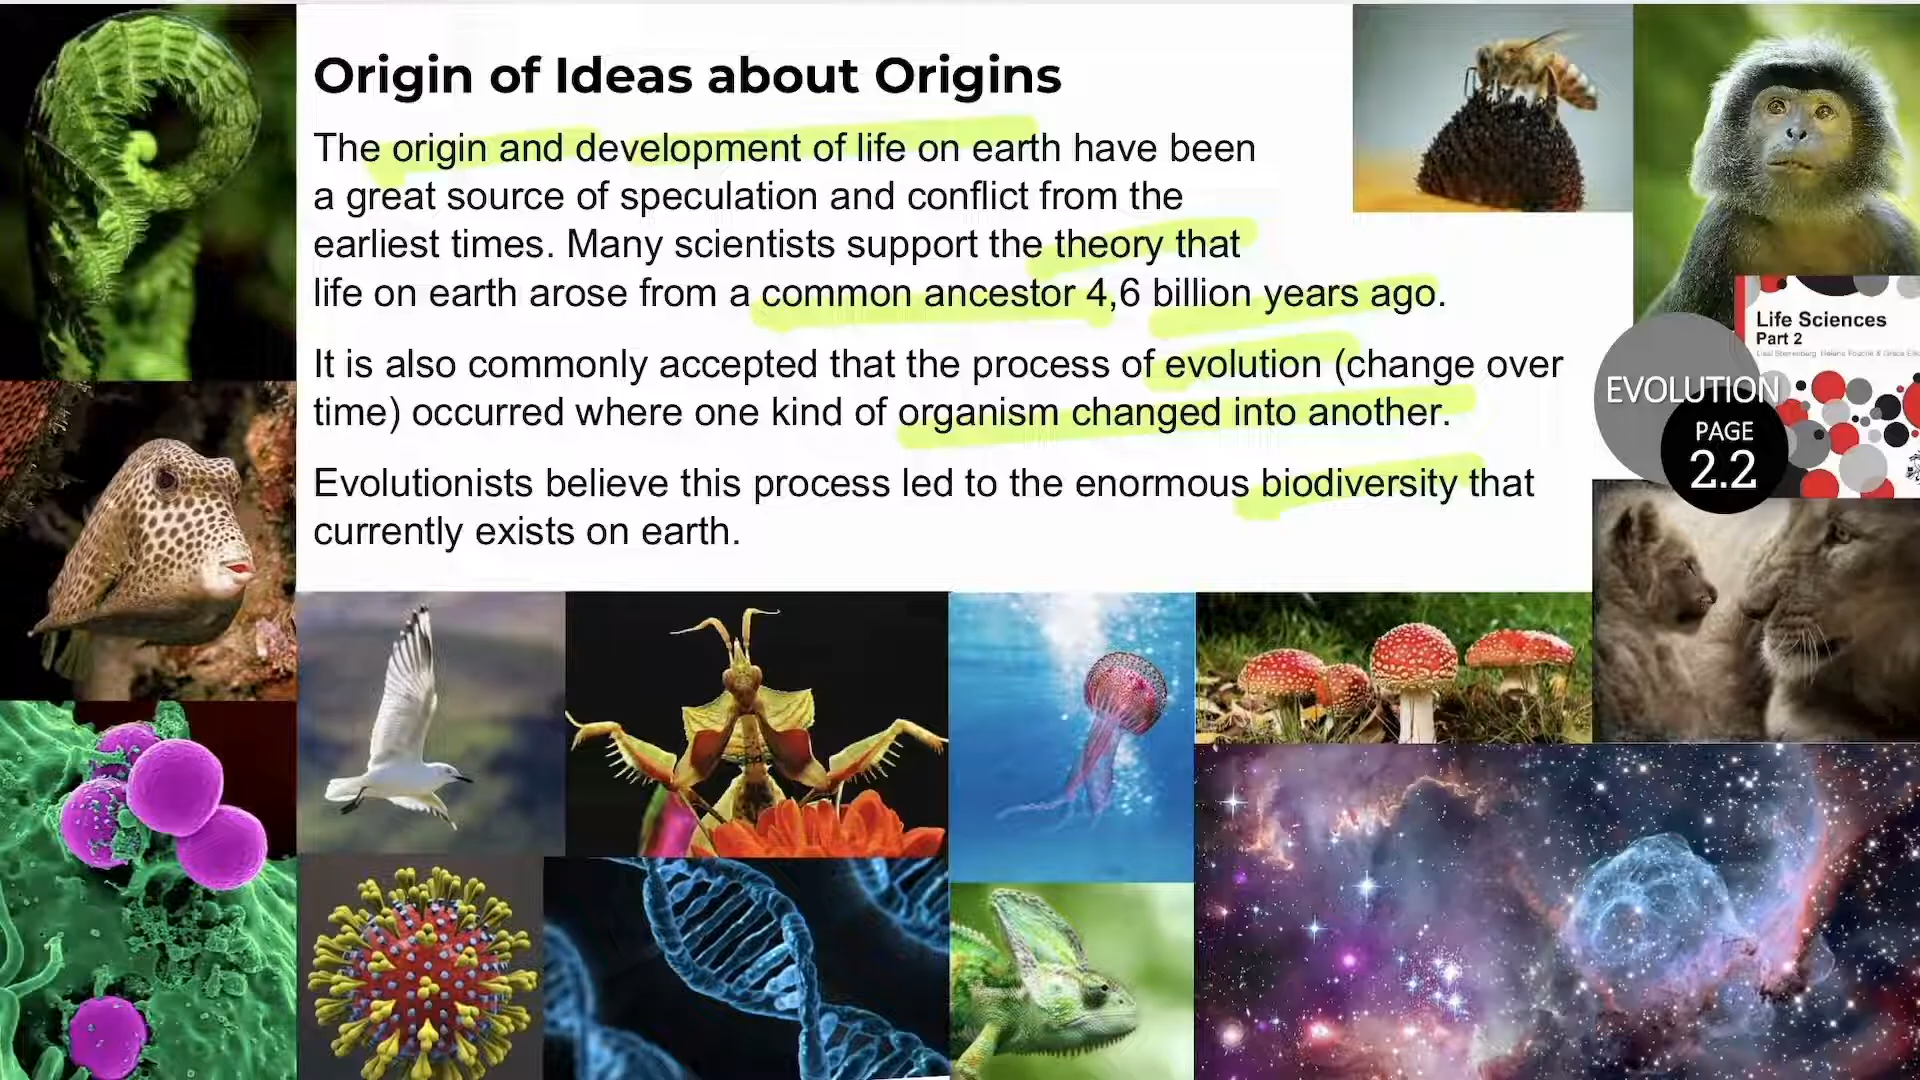 Origin of Ideas about Origins
The origin and development of life on earth have been
a great source of speculation and conflict from the
earliest times. Many scientists support the theory that
life on earth arose from a common ancestor 4,6 billion years ago.
It is also commonly accepted that the process of evolution (change over
time) occurred where one kind of organism changed into another.
Evolutionists believe this process led to the enormous biodiversity that
currently exists on earth.
Life Sciences
Part 2
EVOLUTION
PAGE
2.2